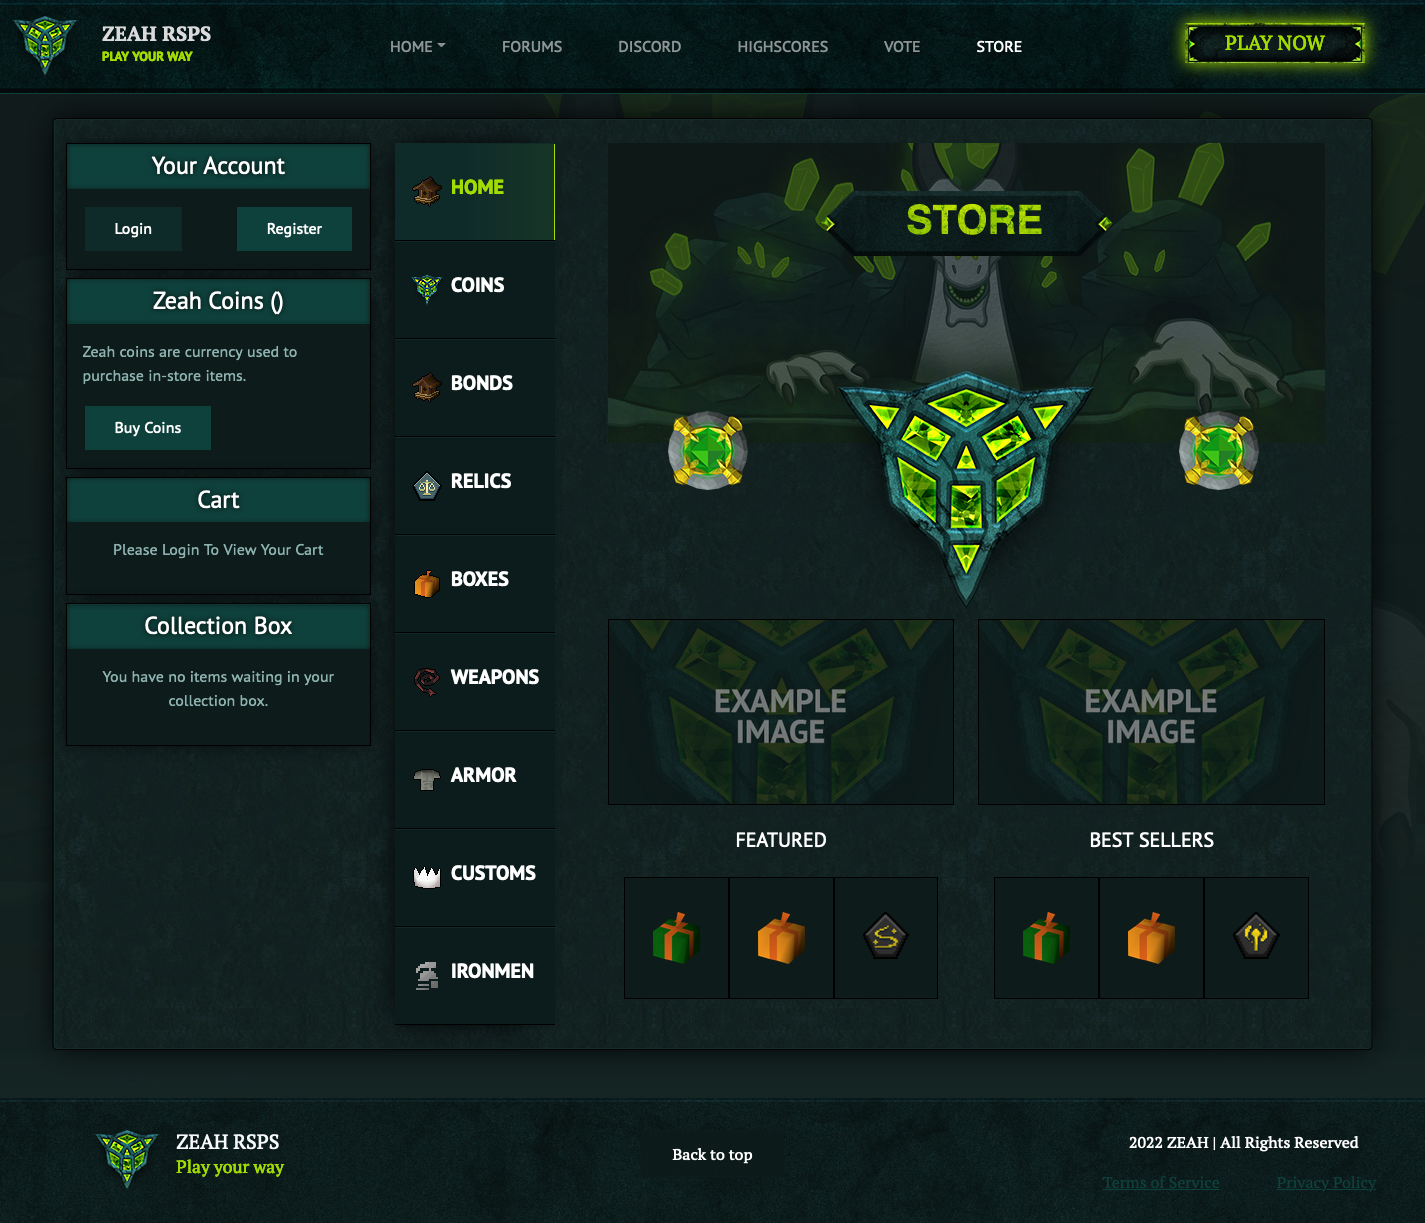 ZEAH RSPS
PLAY YOUR WAY
HOME
FORUMS
DISCORD
HIGHSCORES
VOTE
STORE
PLAY NOW
Your Account
Login
Register
Zeah Coins ()
Zeah coins are currency used to
purchase in-store items.
Buy Coins
Cart
Please Login To View Your Cart
Collection Box
You have no items waiting in your
collection box.
HOME
COINS
BONDS
RELICS
BOXES
WEAPONS
ARMOR
CUSTOMS
IRONMEN
STORE
EXAMPLE
IMAGE
EXAMPLE
IMAGE
FEATURED
BEST SELLERS
ZEAH RSPS
Play your way
Back to top
2022 ZEAH | All Rights Reserved
Terms of Service
Privacy Policy